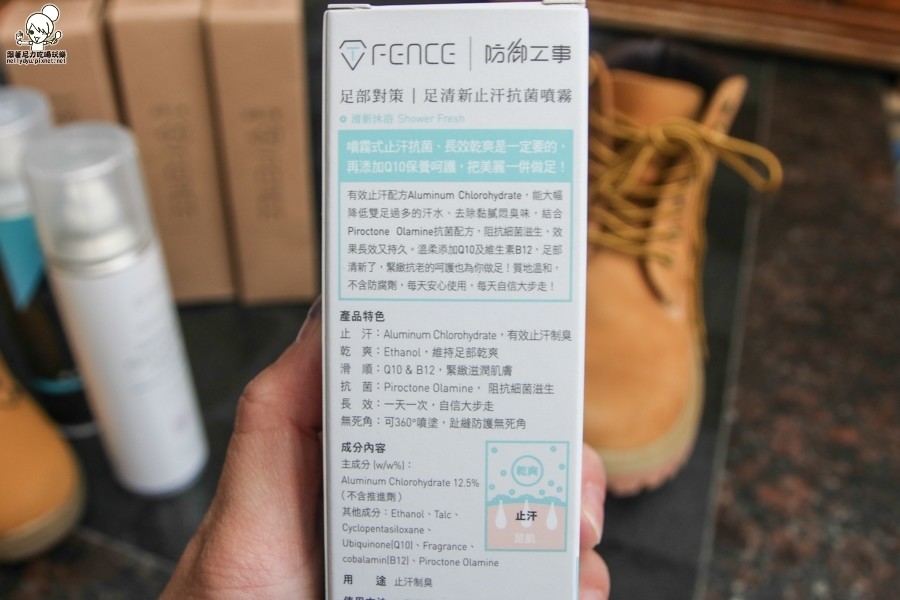 跟著尼力吃喝玩樂
nellydyu.pixnet.net
FENCE 防御工事
足部對策 | 足清新止汗抗菌噴霧
清新沐浴 Shower Fresh
噴霧式止汗抗菌、長效乾爽是一定要的，
再添加Q10保養呵護，把美麗一併做足！
有效止汗配方Aluminum Chlorohydrate，能大幅
降低雙足過多的汗水、去除黏膩悶臭味，結合
Piroctone Olamine抗菌配方，阻抗細菌滋生，效
果長效又持久。溫柔添加Q10及維生素B12、足部
清新了，緊緻抗老的呵護也為你做足！質地溫和，
不含防腐劑，每天安心使用，每天自信大步走！
產品特色
止 汗：Aluminum Chlorohydrate，有效止汗制臭
乾 爽：Ethanol，維持足部乾爽
滑 順：Q10 & B12，緊緻滋潤肌膚
抗 菌：Piroctone Olamine， 阻抗細菌滋生
長 效：一天一次，自信大步走
無死角：可360°噴塗，趾縫防護無死角
成分內容
主成分 (w/w%)：
Aluminum Chlorohydrate 12.5%
（不含推進劑）
其他成分：Ethanol、Talc、
Cyclopentasiloxane、
Ubiquinone(Q10)、Fragrance、
cobalamin(B12)、Piroctone Olamine
乾爽
止汗
足肌
用 途 止汗制臭